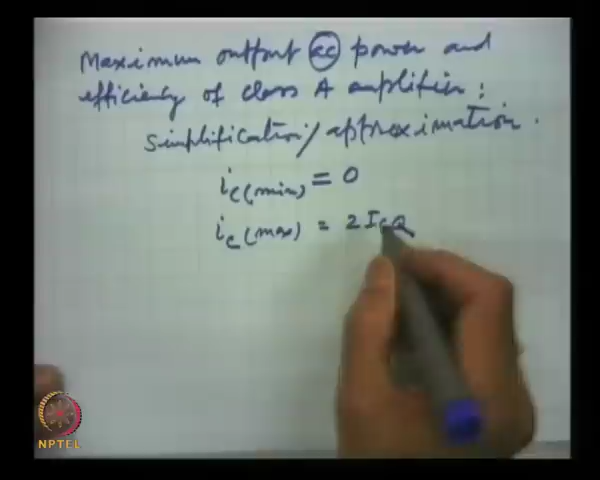 Maximum output ac power and
efficiency of class A amplifier:
simplification/approximation.
ic(min) = 0
ic(max) = 2ICQ
NPTEL